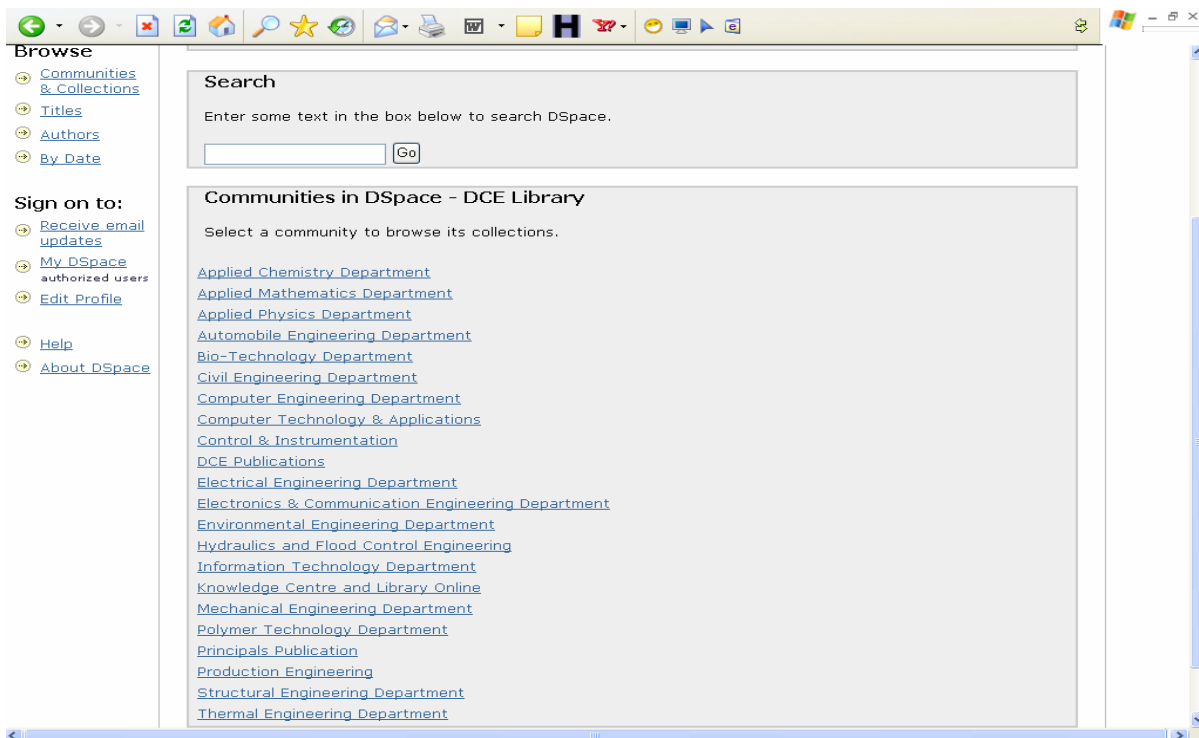 Browse
Communities
& Collections
Titles
Authors
By Date
Sign on to:
Receive email
updates
My DSpace
authorized users
Edit Profile
Help
About DSpace
Search
Enter some text in the box below to search DSpace.
Go
Communities in DSpace - DCE Library
Select a community to browse its collections.
Applied Chemistry Department
Applied Mathematics Department
Applied Physics Department
Automobile Engineering Department
Bio-Technology Department
Civil Engineering Department
Computer Engineering Department
Computer Technology & Applications
Control & Instrumentation
DCE Publications
Electrical Engineering Department
Electronics & Communication Engineering Department
Environmental Engineering Department
Hydraulics and Flood Control Engineering
Information Technology Department
Knowledge Centre and Library Online
Mechanical Engineering Department
Polymer Technology Department
Principals Publication
Production Engineering
Structural Engineering Department
Thermal Engineering Department